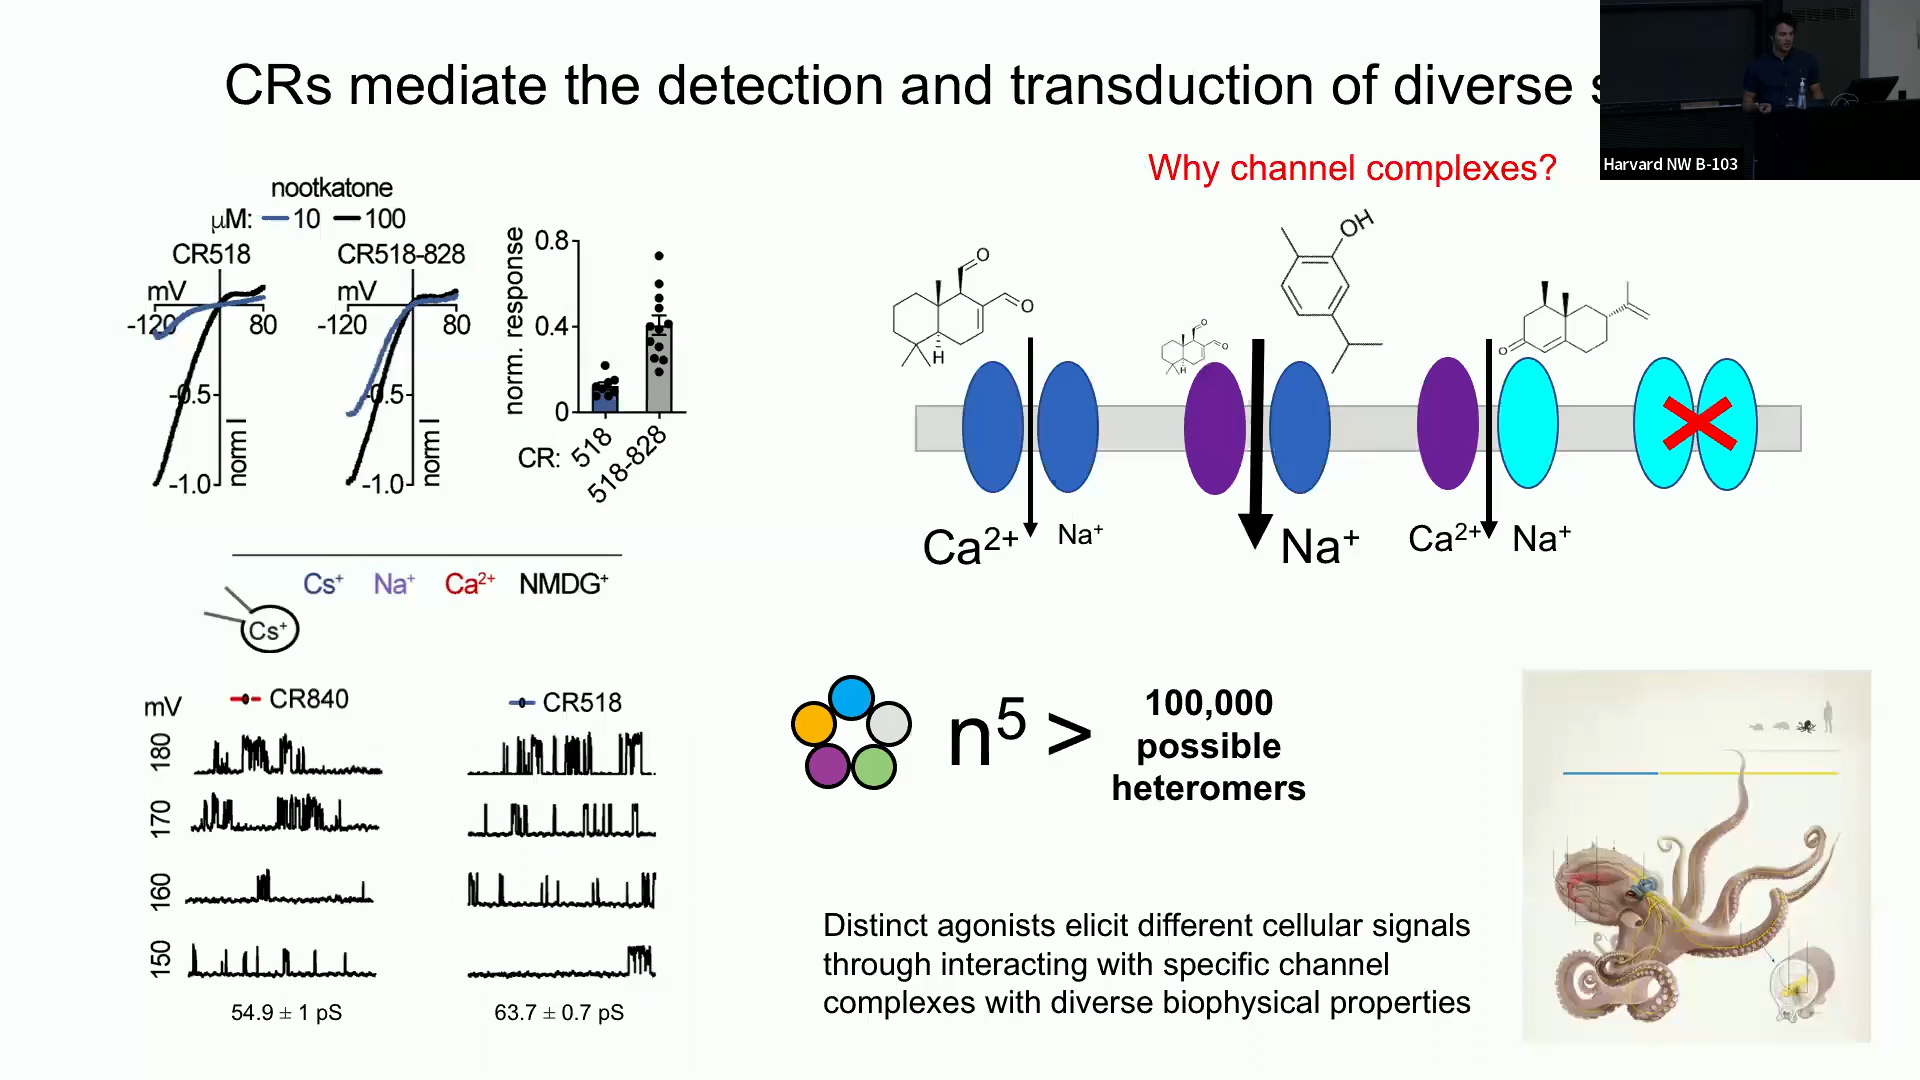 CRs mediate the detection and transduction of diverse
Harvard NW B-103
Why channel complexes?
nootkatone
μM: 10 100
CR518
CR518-828
mV
-120
80
-0.5
-1.0
norm I
mV
-120
80
-0.5
-1.0
norm I
norm. response
0.8
0.4
0
CR: 518
518-828
Cs⁺ Na⁺ Ca²⁺ NMDG⁺
Cs⁺
mV
CR840
CR518
180
170
160
150
54.9 ± 1 pS
63.7 ± 0.7 pS
O
O
H
O
O
H
OH
O
Ca²⁺ Na⁺
Na⁺
Ca²⁺ Na⁺
n⁵ >
100,000
possible
heteromers
Distinct agonists elicit different cellular signals
through interacting with specific channel
complexes with diverse biophysical properties